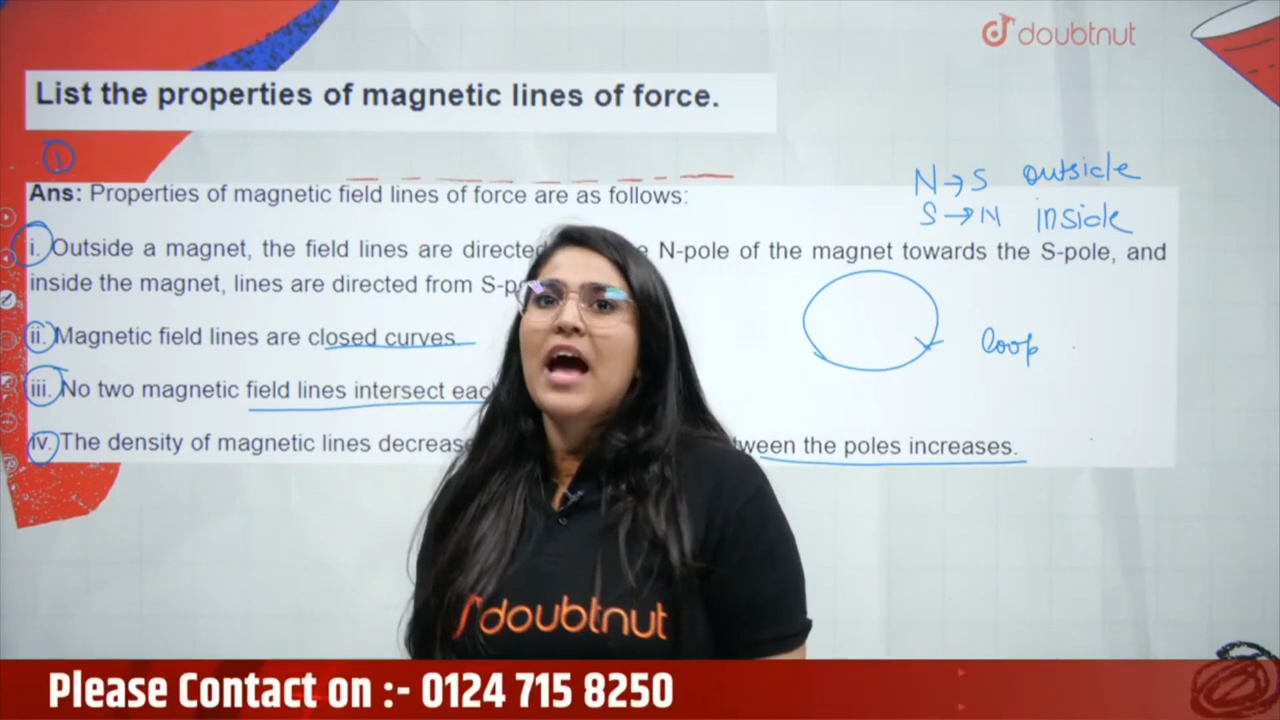 doubtnut
List the properties of magnetic lines of force.
1
N→S outside
S→N inside
Ans: Properties of magnetic field lines of force are as follows:
i. Outside a magnet, the field lines are directed N-pole of the magnet towards the S-pole, and
inside the magnet, lines are directed from
ii. Magnetic field lines are closed curves.
loop
iii. No two magnetic field lines intersect
iv. The density of magnetic lines the poles increases.
doubtnut
Please Contact on :- 0124 715 8250